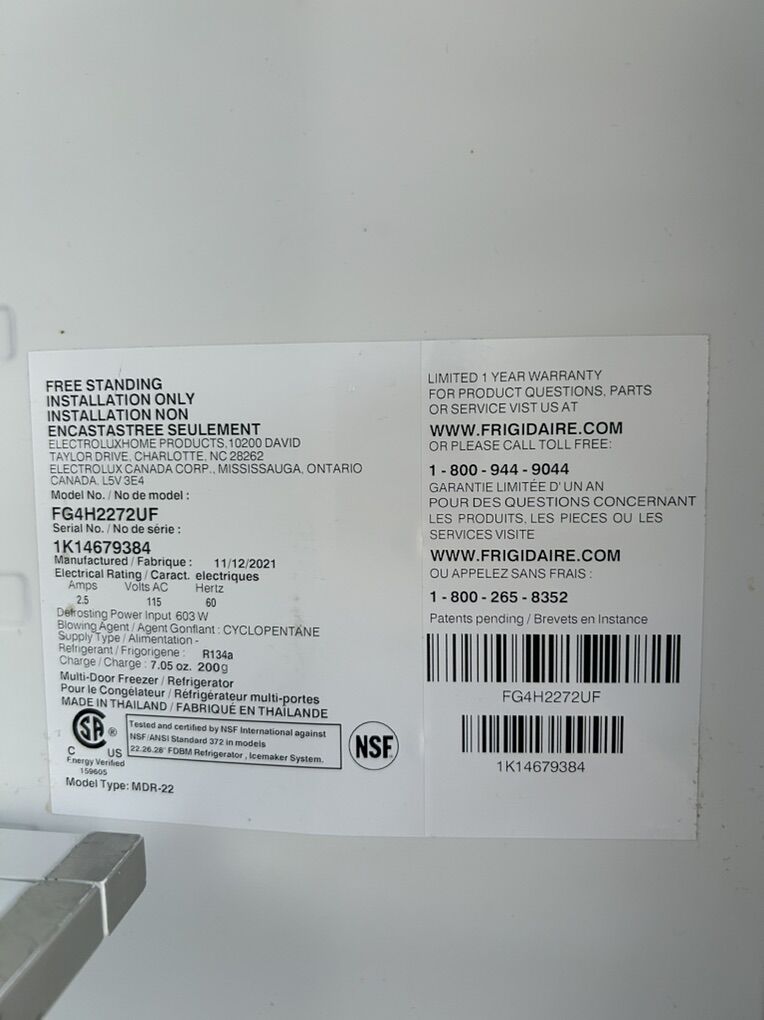 FREE STANDING
INSTALLATION ONLY
INSTALLATION NON
ENCASTASTREE SEULEMENT
ELECTROLUXHOME PRODUCTS,10200 DAVID
TAYLOR DRIVE, CHARLOTTE, NC 28262
ELECTROLUX CANADA CORP., MISSISSAUGA, ONTARIO
CANADA, L5V 3E4
Model No. / No de model :
FG4H2272UF
Serial No. / No de série :
1K14679384
Manufactured / Fabrique : 11/12/2021
Electrical Rating / Caract. electriques
Amps Volts AC Hertz
2.5 115 60
Defrosting Power Input 603 W
Blowing Agent / Agent Gonflant : CYCLOPENTANE
Supply Type / Alimentation -
Refrigerant / Frigorigene : R134a
Charge / Charge : 7.05 oz. 200g
Multi-Door Freezer / Refrigerator
Pour le Congélateur / Réfrigérateur multi-portes
MADE IN THAILAND / FABRIQUÉ EN THAILANDE
SA ®
C US
Energy Verified
159605
Tested and certified by NSF International against
NSF/ANSI Standard 372 in models
22.26.28' FDBM Refrigerator , Icemaker System.
NSF
Model Type: MDR-22
LIMITED 1 YEAR WARRANTY
FOR PRODUCT QUESTIONS, PARTS
OR SERVICE VIST US AT
WWW.FRIGIDAIRE.COM
OR PLEASE CALL TOLL FREE:
1 - 800 - 944 - 9044
GARANTIE LIMITÉE D' UN AN
POUR DES QUESTIONS CONCERNANT
LES PRODUITS, LES PIECES OU LES
SERVICES VISITE
WWW.FRIGIDAIRE.COM
OU APPELEZ SANS FRAIS :
1 - 800 - 265 - 8352
Patents pending / Brevets en Instance
FG4H2272UF
1K14679384